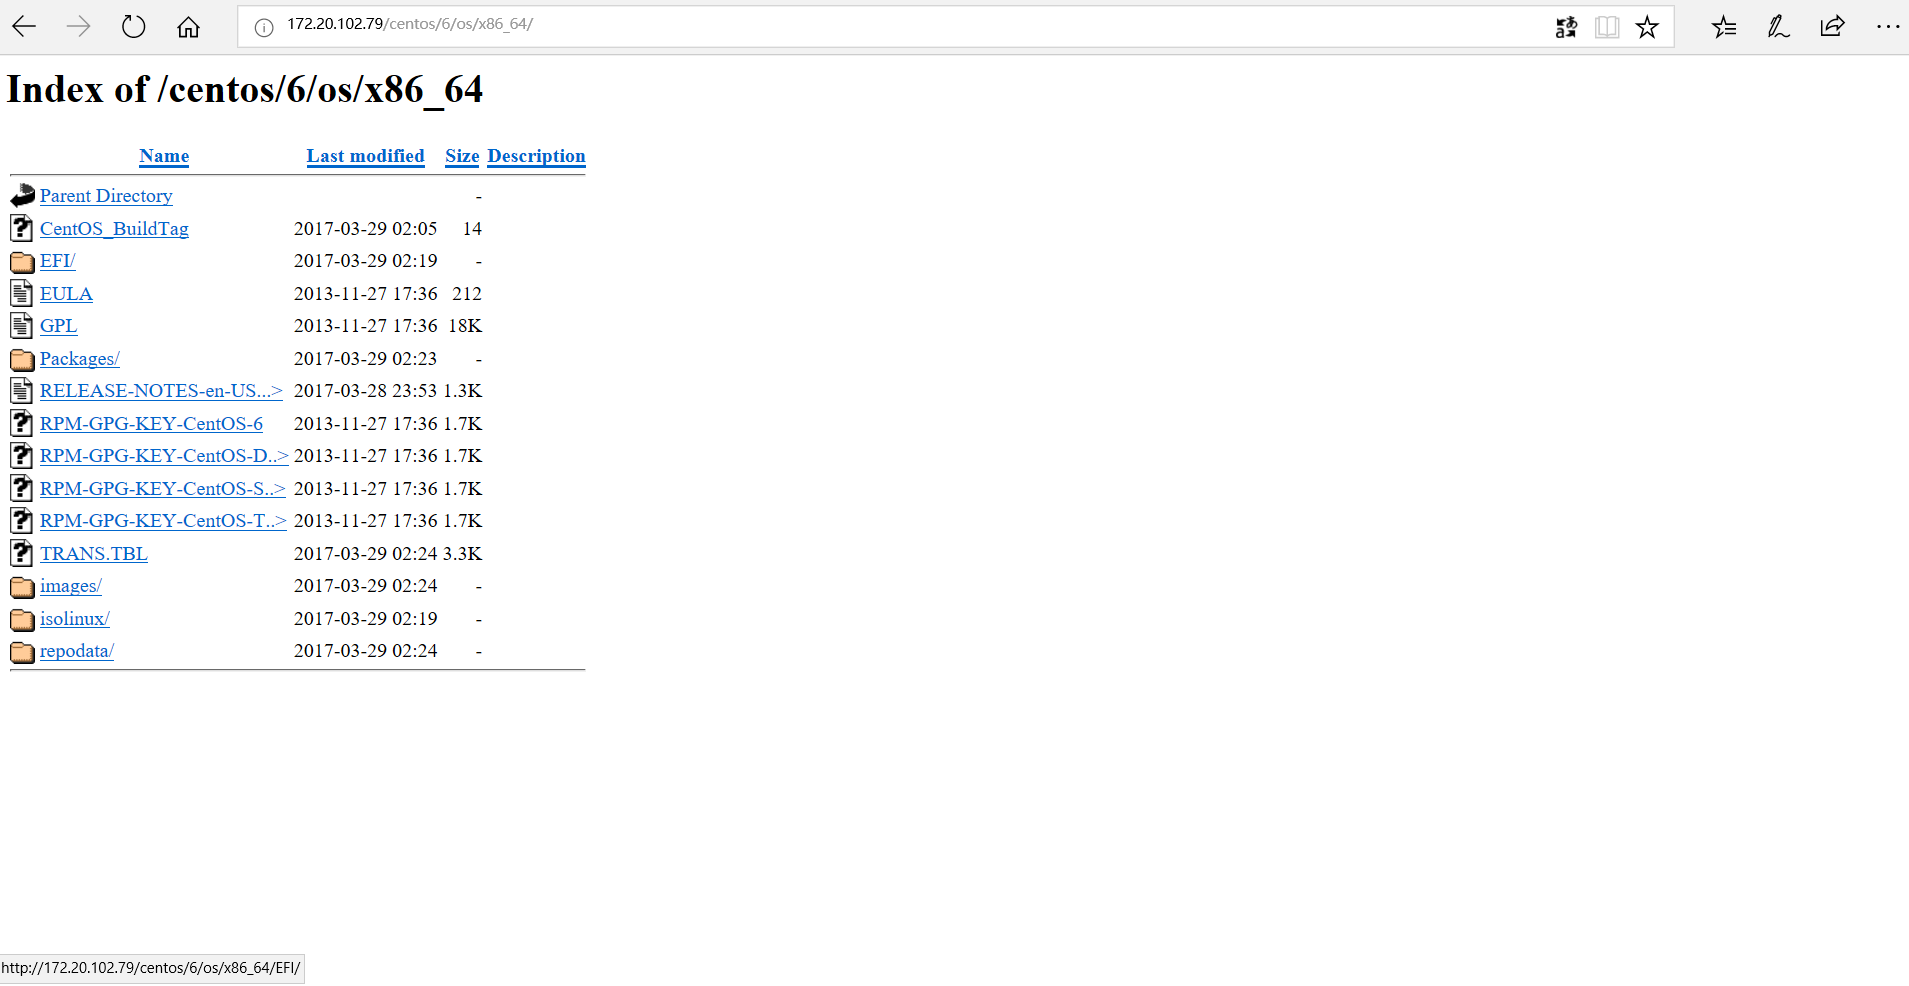 172.20.102.79/centos/6/os/x86_64/
Index of /centos/6/os/x86_64
Name Last modified Size Description
Parent Directory -
CentOS_BuildTag 2017-03-29 02:05 14
EFI/ 2017-03-29 02:19 -
EULA 2013-11-27 17:36 212
GPL 2013-11-27 17:36 18K
Packages/ 2017-03-29 02:23 -
RELEASE-NOTES-en-US...> 2017-03-28 23:53 1.3K
RPM-GPG-KEY-CentOS-6 2013-11-27 17:36 1.7K
RPM-GPG-KEY-CentOS-D..> 2013-11-27 17:36 1.7K
RPM-GPG-KEY-CentOS-S..> 2013-11-27 17:36 1.7K
RPM-GPG-KEY-CentOS-T..> 2013-11-27 17:36 1.7K
TRANS.TBL 2017-03-29 02:24 3.3K
images/ 2017-03-29 02:24 -
isolinux/ 2017-03-29 02:19 -
repodata/ 2017-03-29 02:24 -
http://172.20.102.79/centos/6/os/x86_64/EFI/